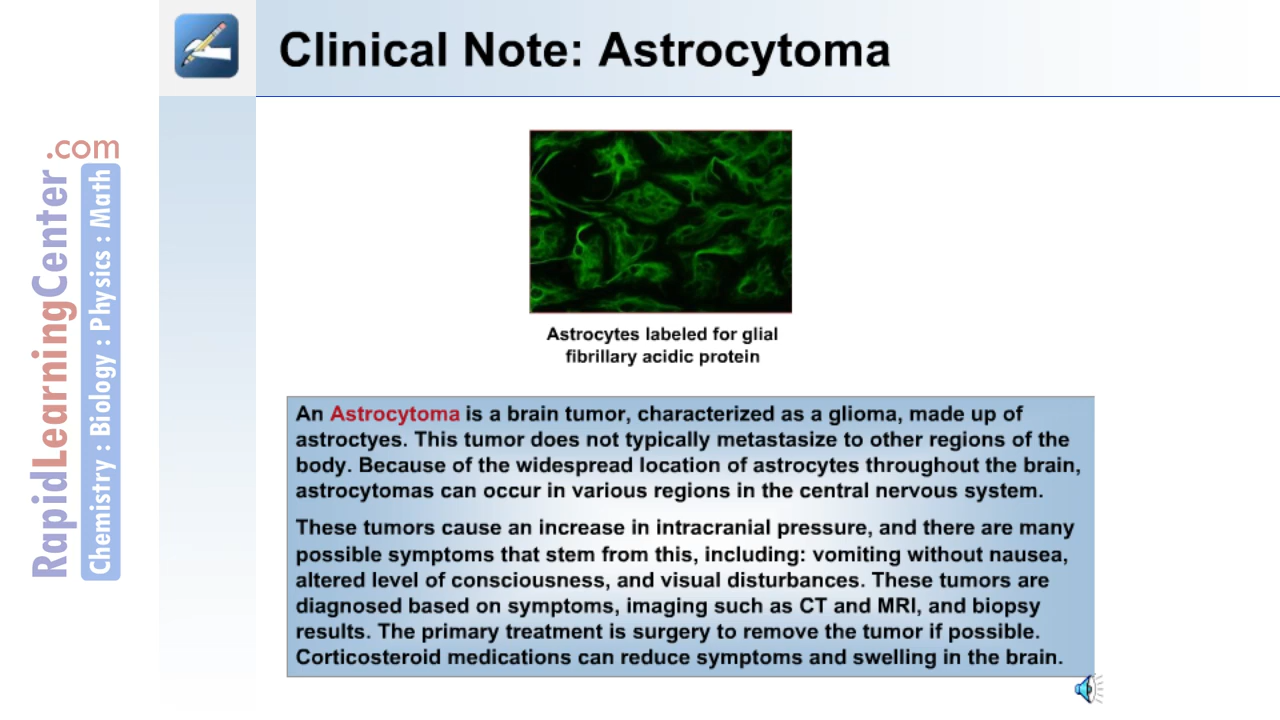 Clinical Note: Astrocytoma
RapidLearningCenter.com
Chemistry : Biology : Physics : Math
Astrocytes labeled for glial
fibrillary acidic protein
An Astrocytoma is a brain tumor, characterized as a glioma, made up of
astroctyes. This tumor does not typically metastasize to other regions of the
body. Because of the widespread location of astrocytes throughout the brain,
astrocytomas can occur in various regions in the central nervous system.
These tumors cause an increase in intracranial pressure, and there are many
possible symptoms that stem from this, including: vomiting without nausea,
altered level of consciousness, and visual disturbances. These tumors are
diagnosed based on symptoms, imaging such as CT and MRI, and biopsy
results. The primary treatment is surgery to remove the tumor if possible.
Corticosteroid medications can reduce symptoms and swelling in the brain.